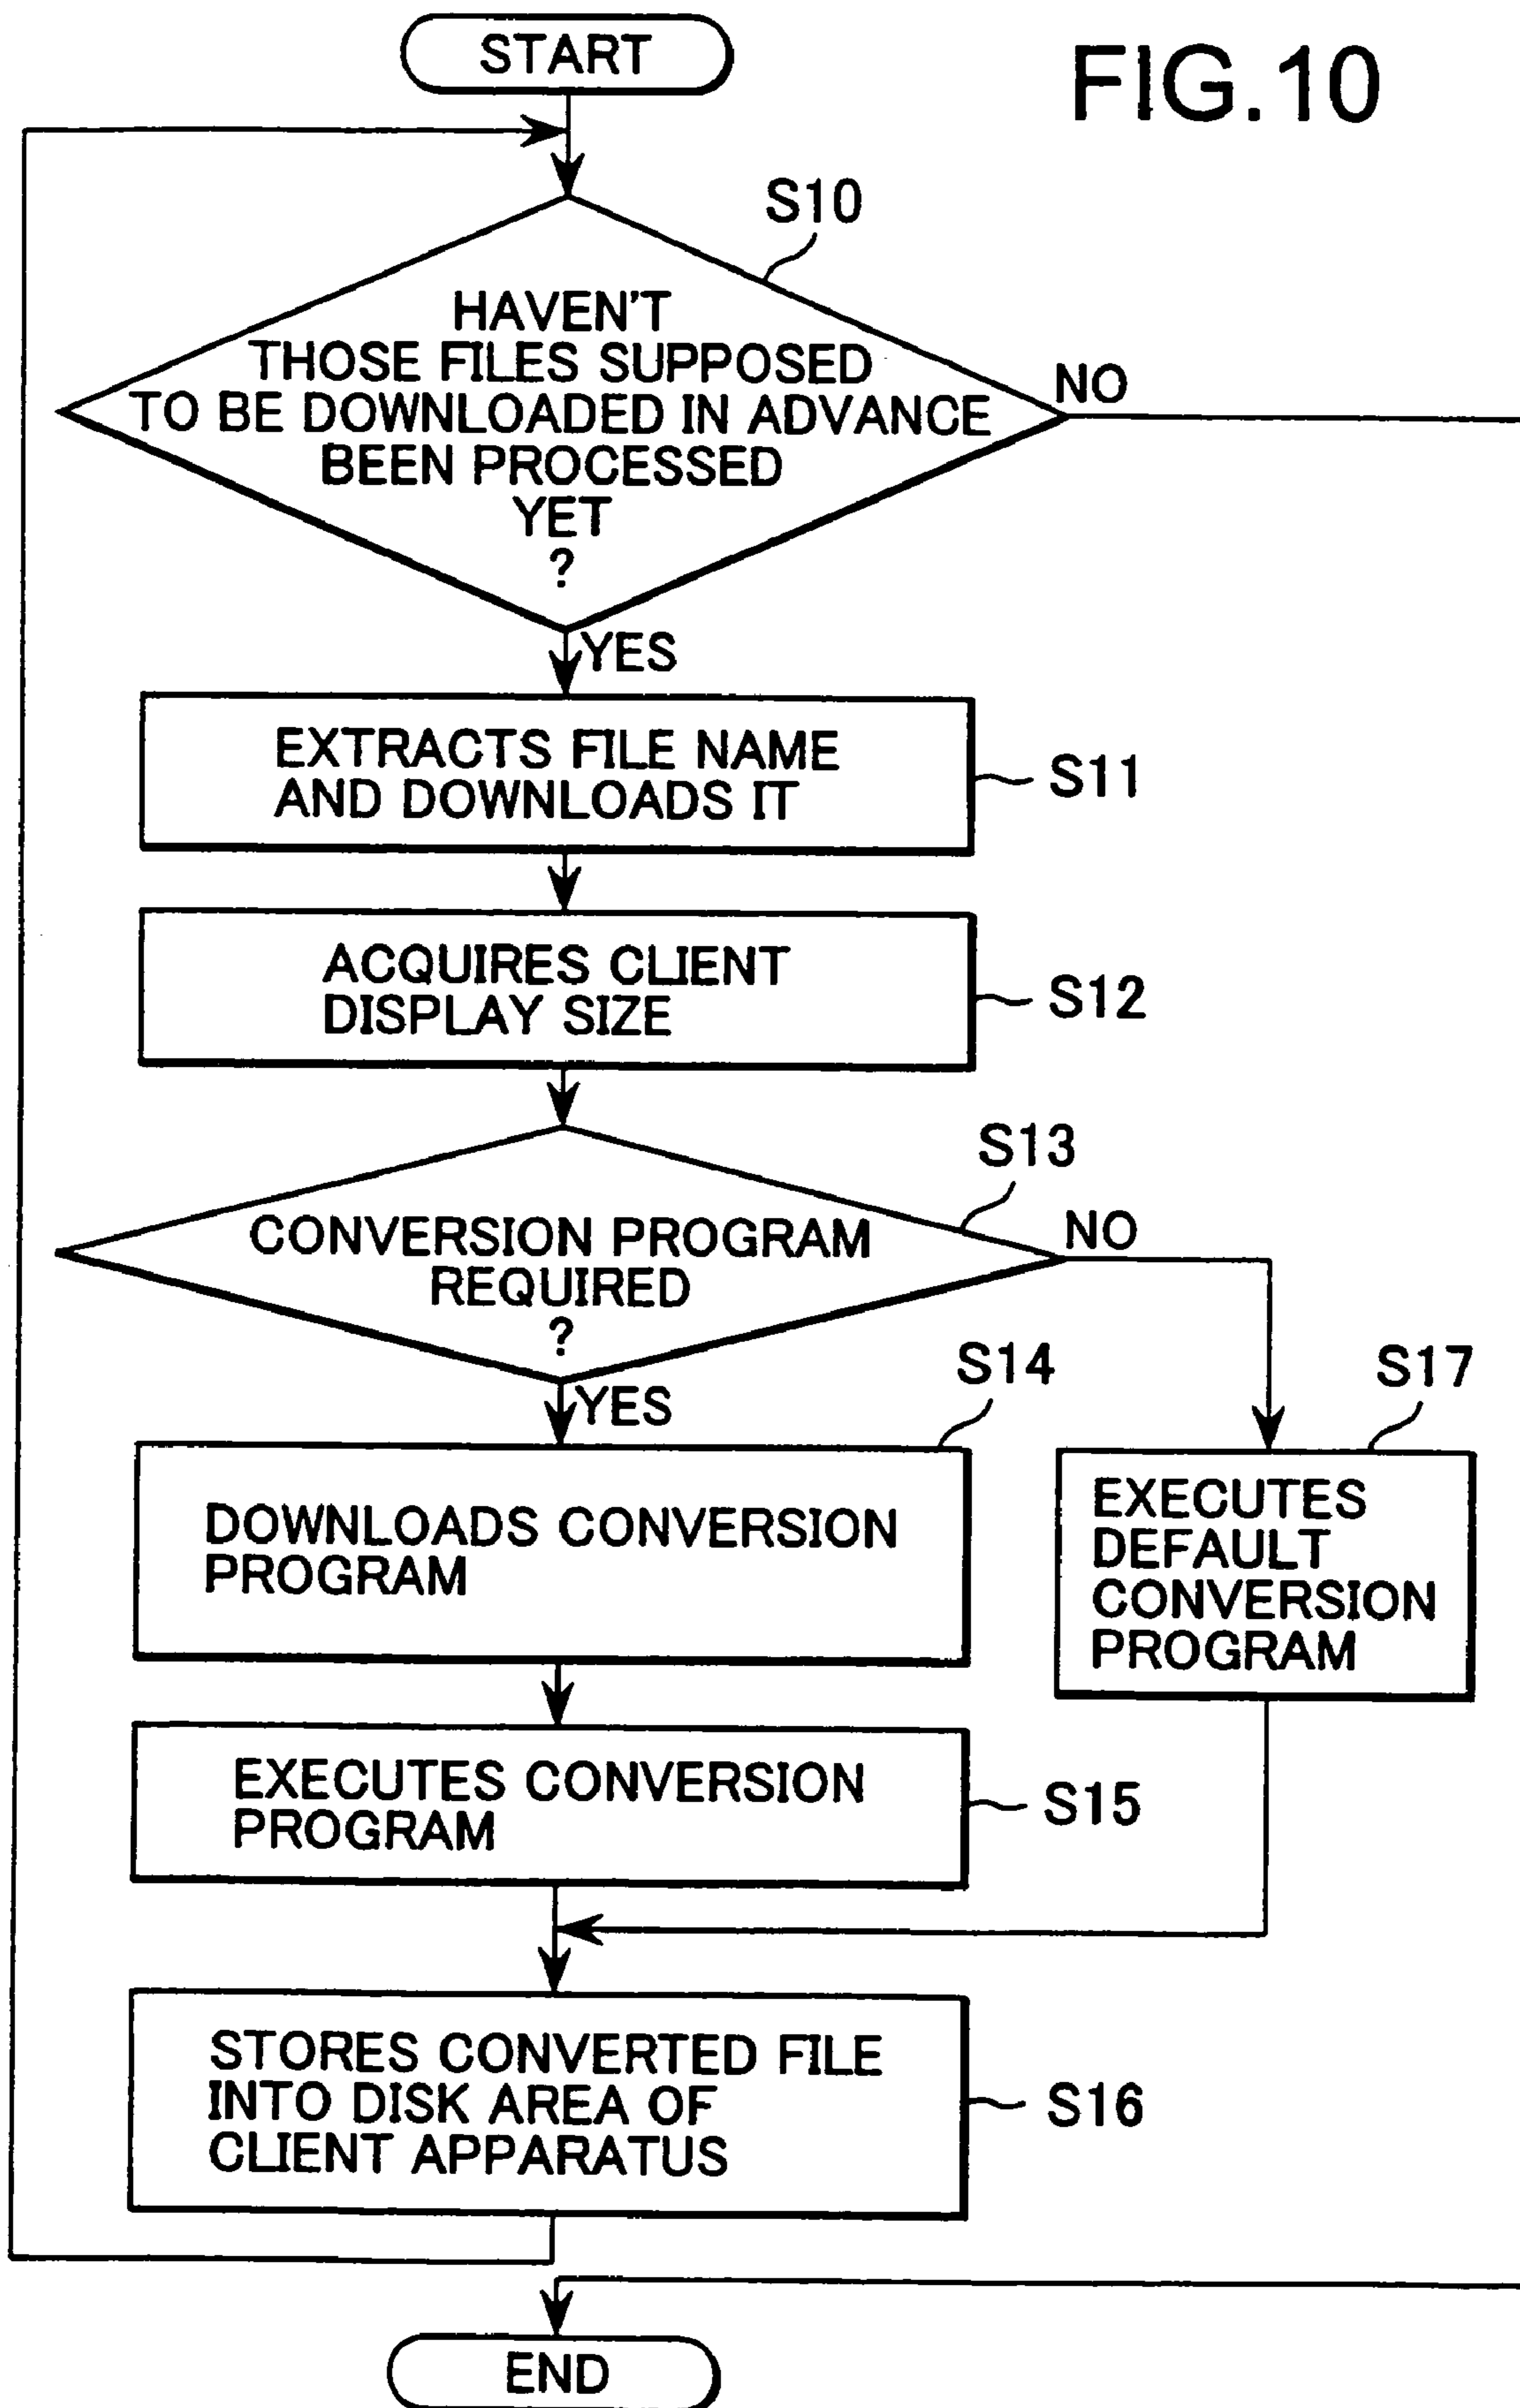 START
FIG.10
S10
HAVEN'T
THOSE FILES SUPPOSED
TO BE DOWNLOADED IN ADVANCE
BEEN PROCESSED
YET
?
NO
YES
EXTRACTS FILE NAME
AND DOWNLOADS IT
S11
ACQUIRES CLIENT
DISPLAY SIZE
S12
S13
CONVERSION PROGRAM
REQUIRED
?
NO
YES
S14
DOWNLOADS CONVERSION
PROGRAM
S17
EXECUTES
DEFAULT
CONVERSION
PROGRAM
EXECUTES CONVERSION
PROGRAM
S15
STORES CONVERTED FILE
INTO DISK AREA OF
CLIENT APPARATUS
S16
END